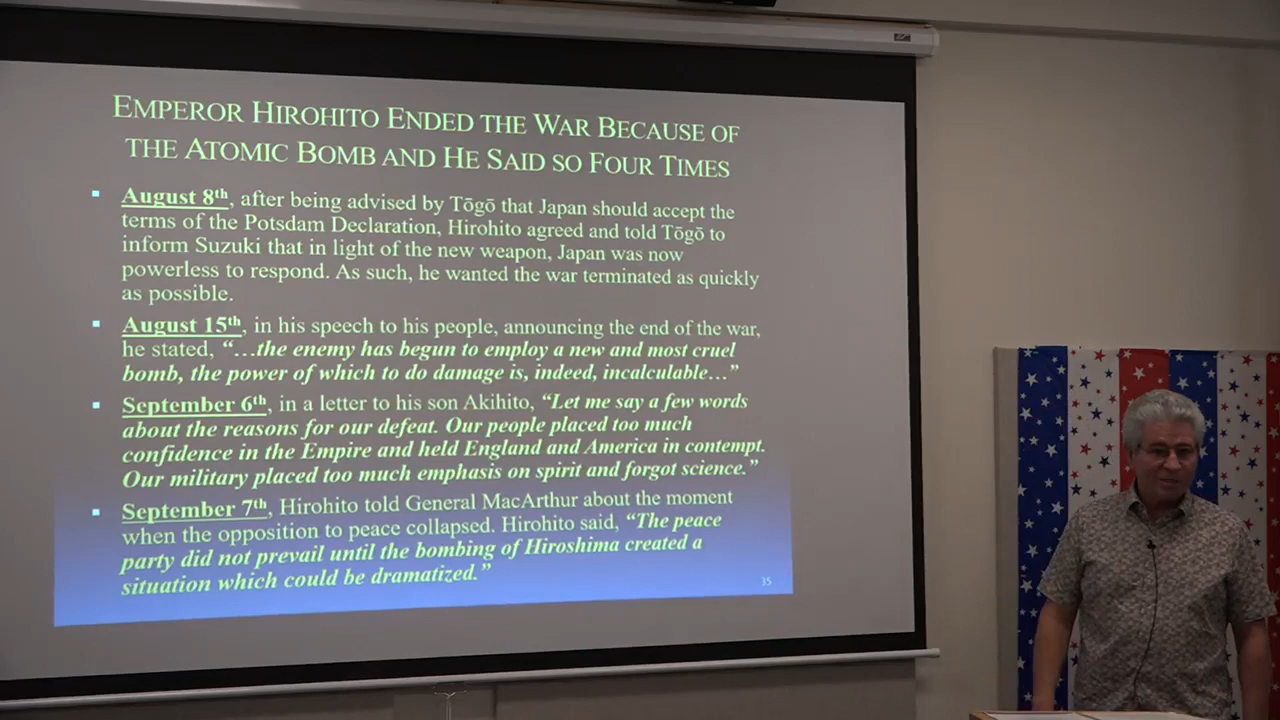 EMPEROR HIROHITO ENDED THE WAR BECAUSE OF
THE ATOMIC BOMB AND HE SAID SO FOUR TIMES
August 8th, after being advised by Tōgō that Japan should accept the
terms of the Potsdam Declaration, Hirohito agreed and told Tōgō to
inform Suzuki that in light of the new weapon, Japan was now
powerless to respond. As such, he wanted the war terminated as quickly
as possible.
August 15th, in his speech to his people, announcing the end of the war,
he stated, “…the enemy has begun to employ a new and most cruel
bomb, the power of which to do damage is, indeed, incalculable…”
September 6th, in a letter to his son Akihito, “Let me say a few words
about the reasons for our defeat. Our people placed too much
confidence in the Empire and held England and America in contempt.
Our military placed too much emphasis on spirit and forgot science.”
September 7th, Hirohito told General MacArthur about the moment
when the opposition to peace collapsed. Hirohito said, “The peace
party did not prevail until the bombing of Hiroshima created a
situation which could be dramatized.”
35